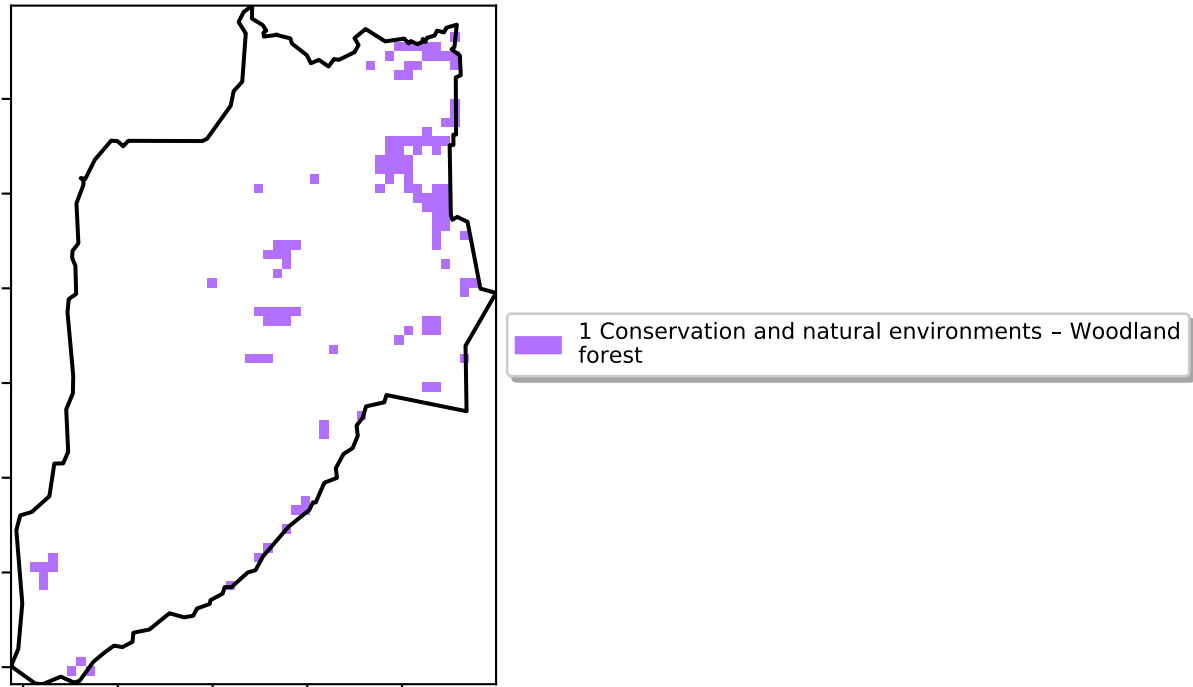 1 Conservation and natural environments – Woodland
forest